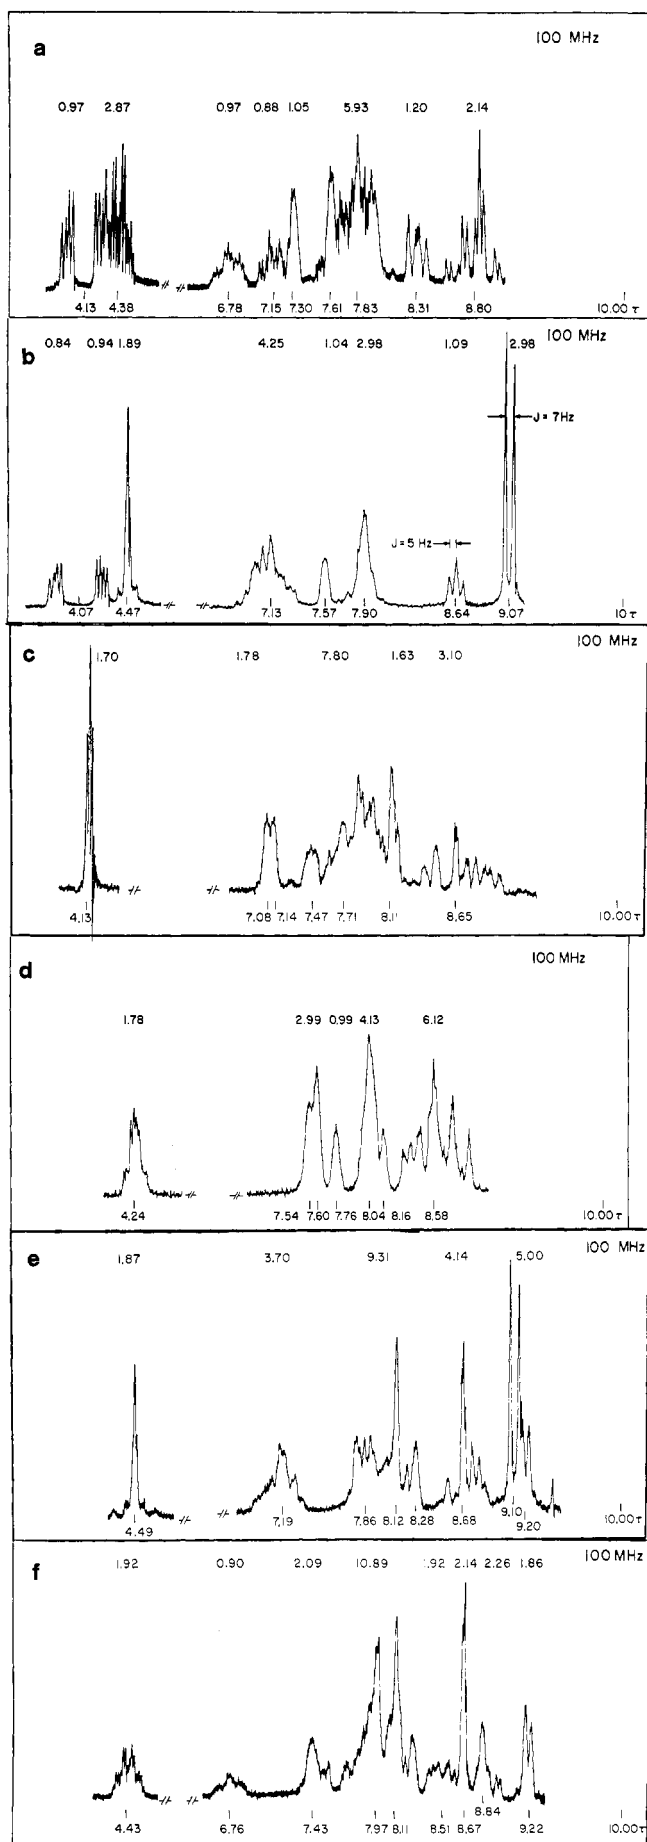 a
100 MHz
0.97 2.87 0.97 0.88 1.05 5.93 1.20 2.14
4.13 4.38 6.78 7.15 7.30 7.61 7.83 8.31 8.80 10.00 τ
b
100 MHz
0.84 0.94 1.89 4.25 1.04 2.98 1.09 2.98
J = 7Hz
J = 5 Hz
4.07 4.47 7.13 7.57 7.90 8.64 9.07 10 τ
c
100 MHz
1.70 1.78 7.80 1.63 3.10
4.13 7.08 7.14 7.47 7.71 8.11 8.65 10.00 τ
d
100 MHz
1.78 2.99 0.99 4.13 6.12
4.24 7.54 7.60 7.76 8.04 8.16 8.58 10.00 τ
e
100 MHz
1.87 3.70 9.31 4.14 5.00
4.49 7.19 7.86 8.12 8.28 8.68 9.10 9.20 10.00 τ
f
100 MHz
1.92 0.90 2.09 10.89 1.92 2.14 2.26 1.86
4.43 6.76 7.43 7.97 8.11 8.51 8.67 8.84 9.22 10.00 τ